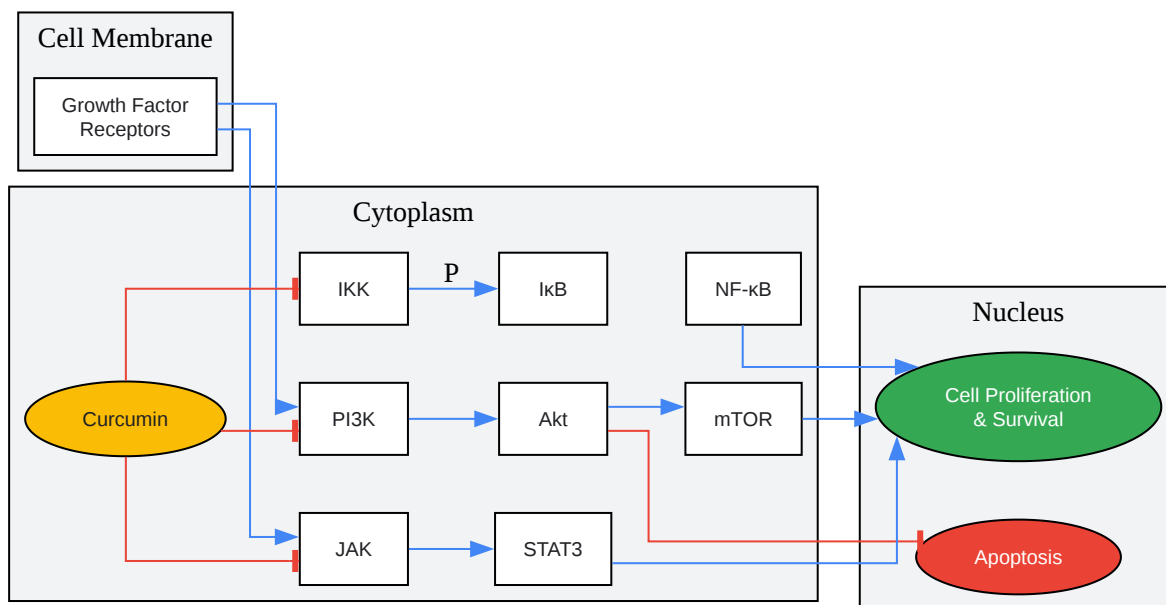 Cell Membrane
Growth Factor
Receptors
Cytoplasm
IKK
P
IκB
NF-κB
Nucleus
Curcumin
PI3K
Akt
mTOR
Cell Proliferation
& Survival
JAK
STAT3
Apoptosis